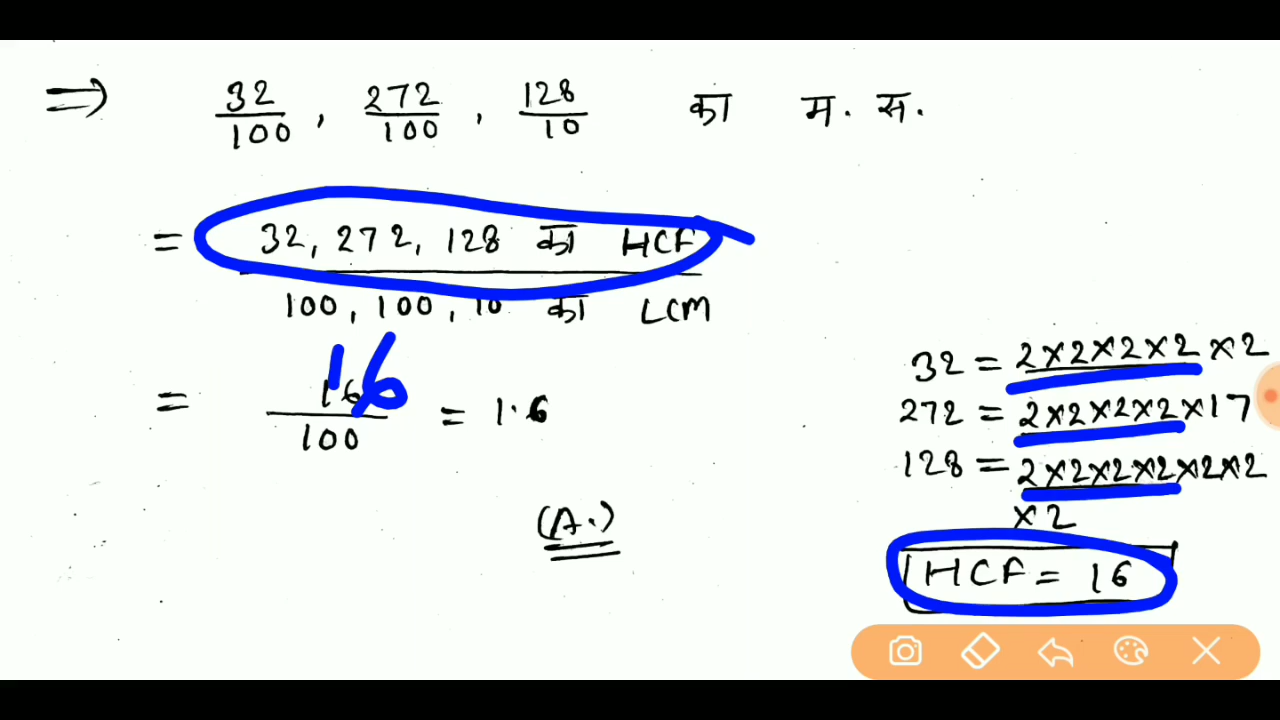 ⇒ 32/100 , 272/100 , 128/10 का म. स.
= 32, 272, 128 का HCF
100, 100, 10 का LCM
= 16/100 = 1.6
16
(A.)
32 = 2×2×2×2×2
272 = 2×2×2×2×17
128 = 2×2×2×2×2×2
×2
HCF = 16